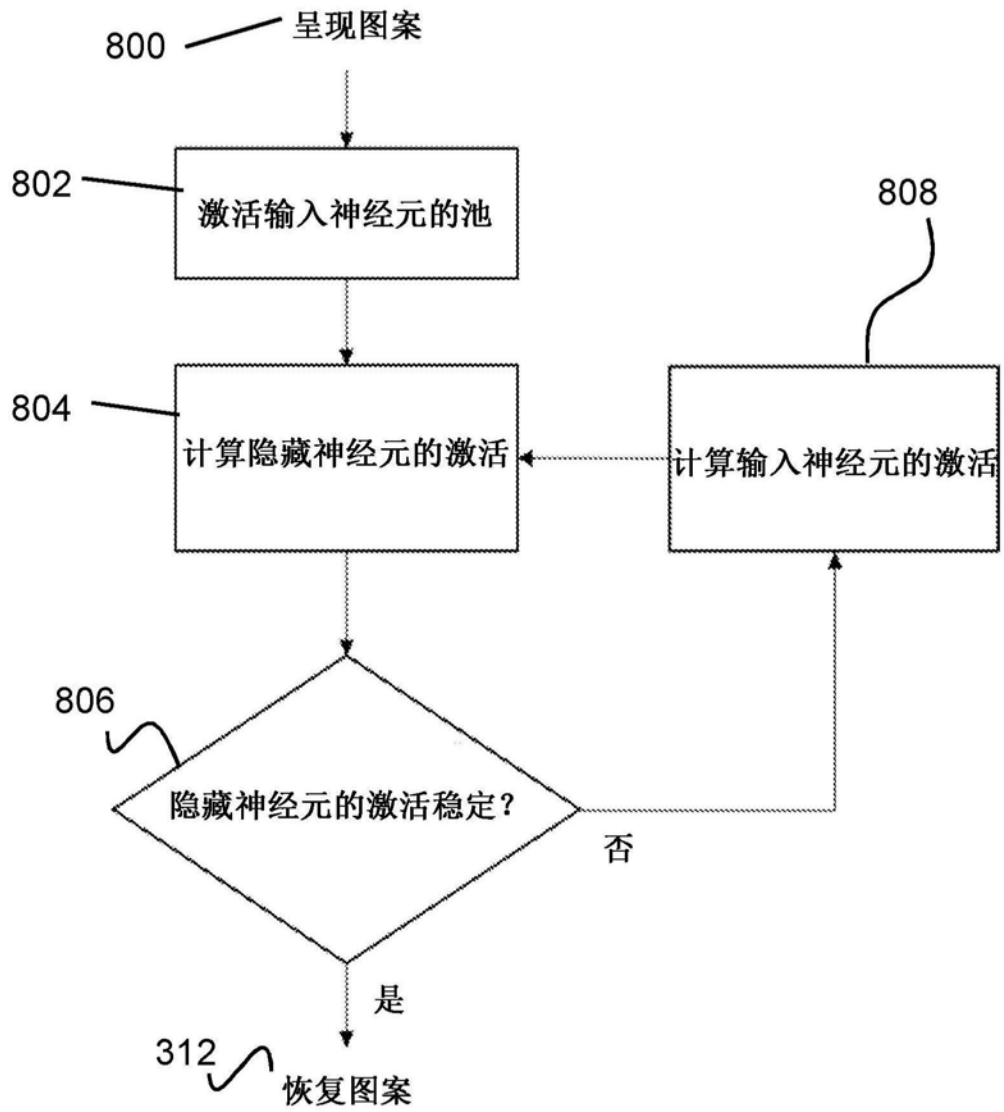 800
呈现图案
802
激活输入神经元的池
808
804
计算隐藏神经元的激活
计算输入神经元的激活
806
隐藏神经元的激活稳定？
否
是
312
恢复图案